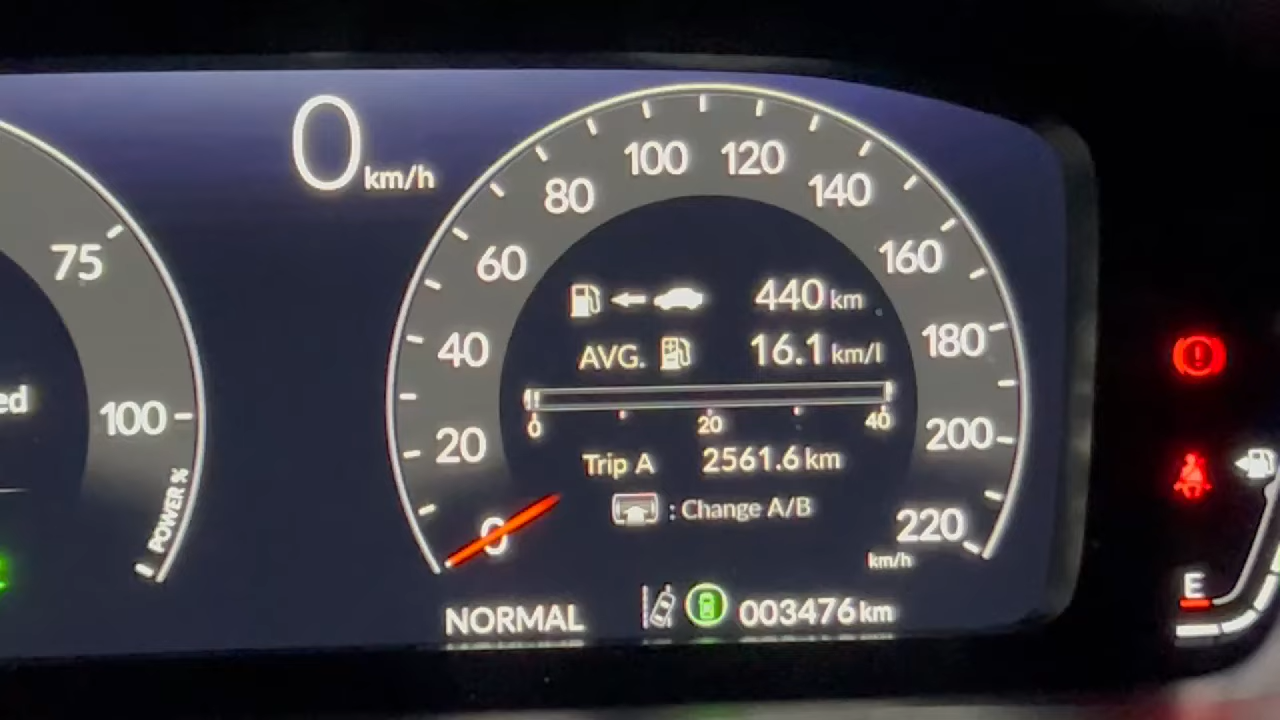 0 km/h
75
100
POWER %
ed
0
20
40
60
80
100
120
140
160
180
200
220
km/h
440 km
AVG. 16.1 km/l
0 20 40
Trip A 2561.6 km
: Change A/B
NORMAL 003476 km
E